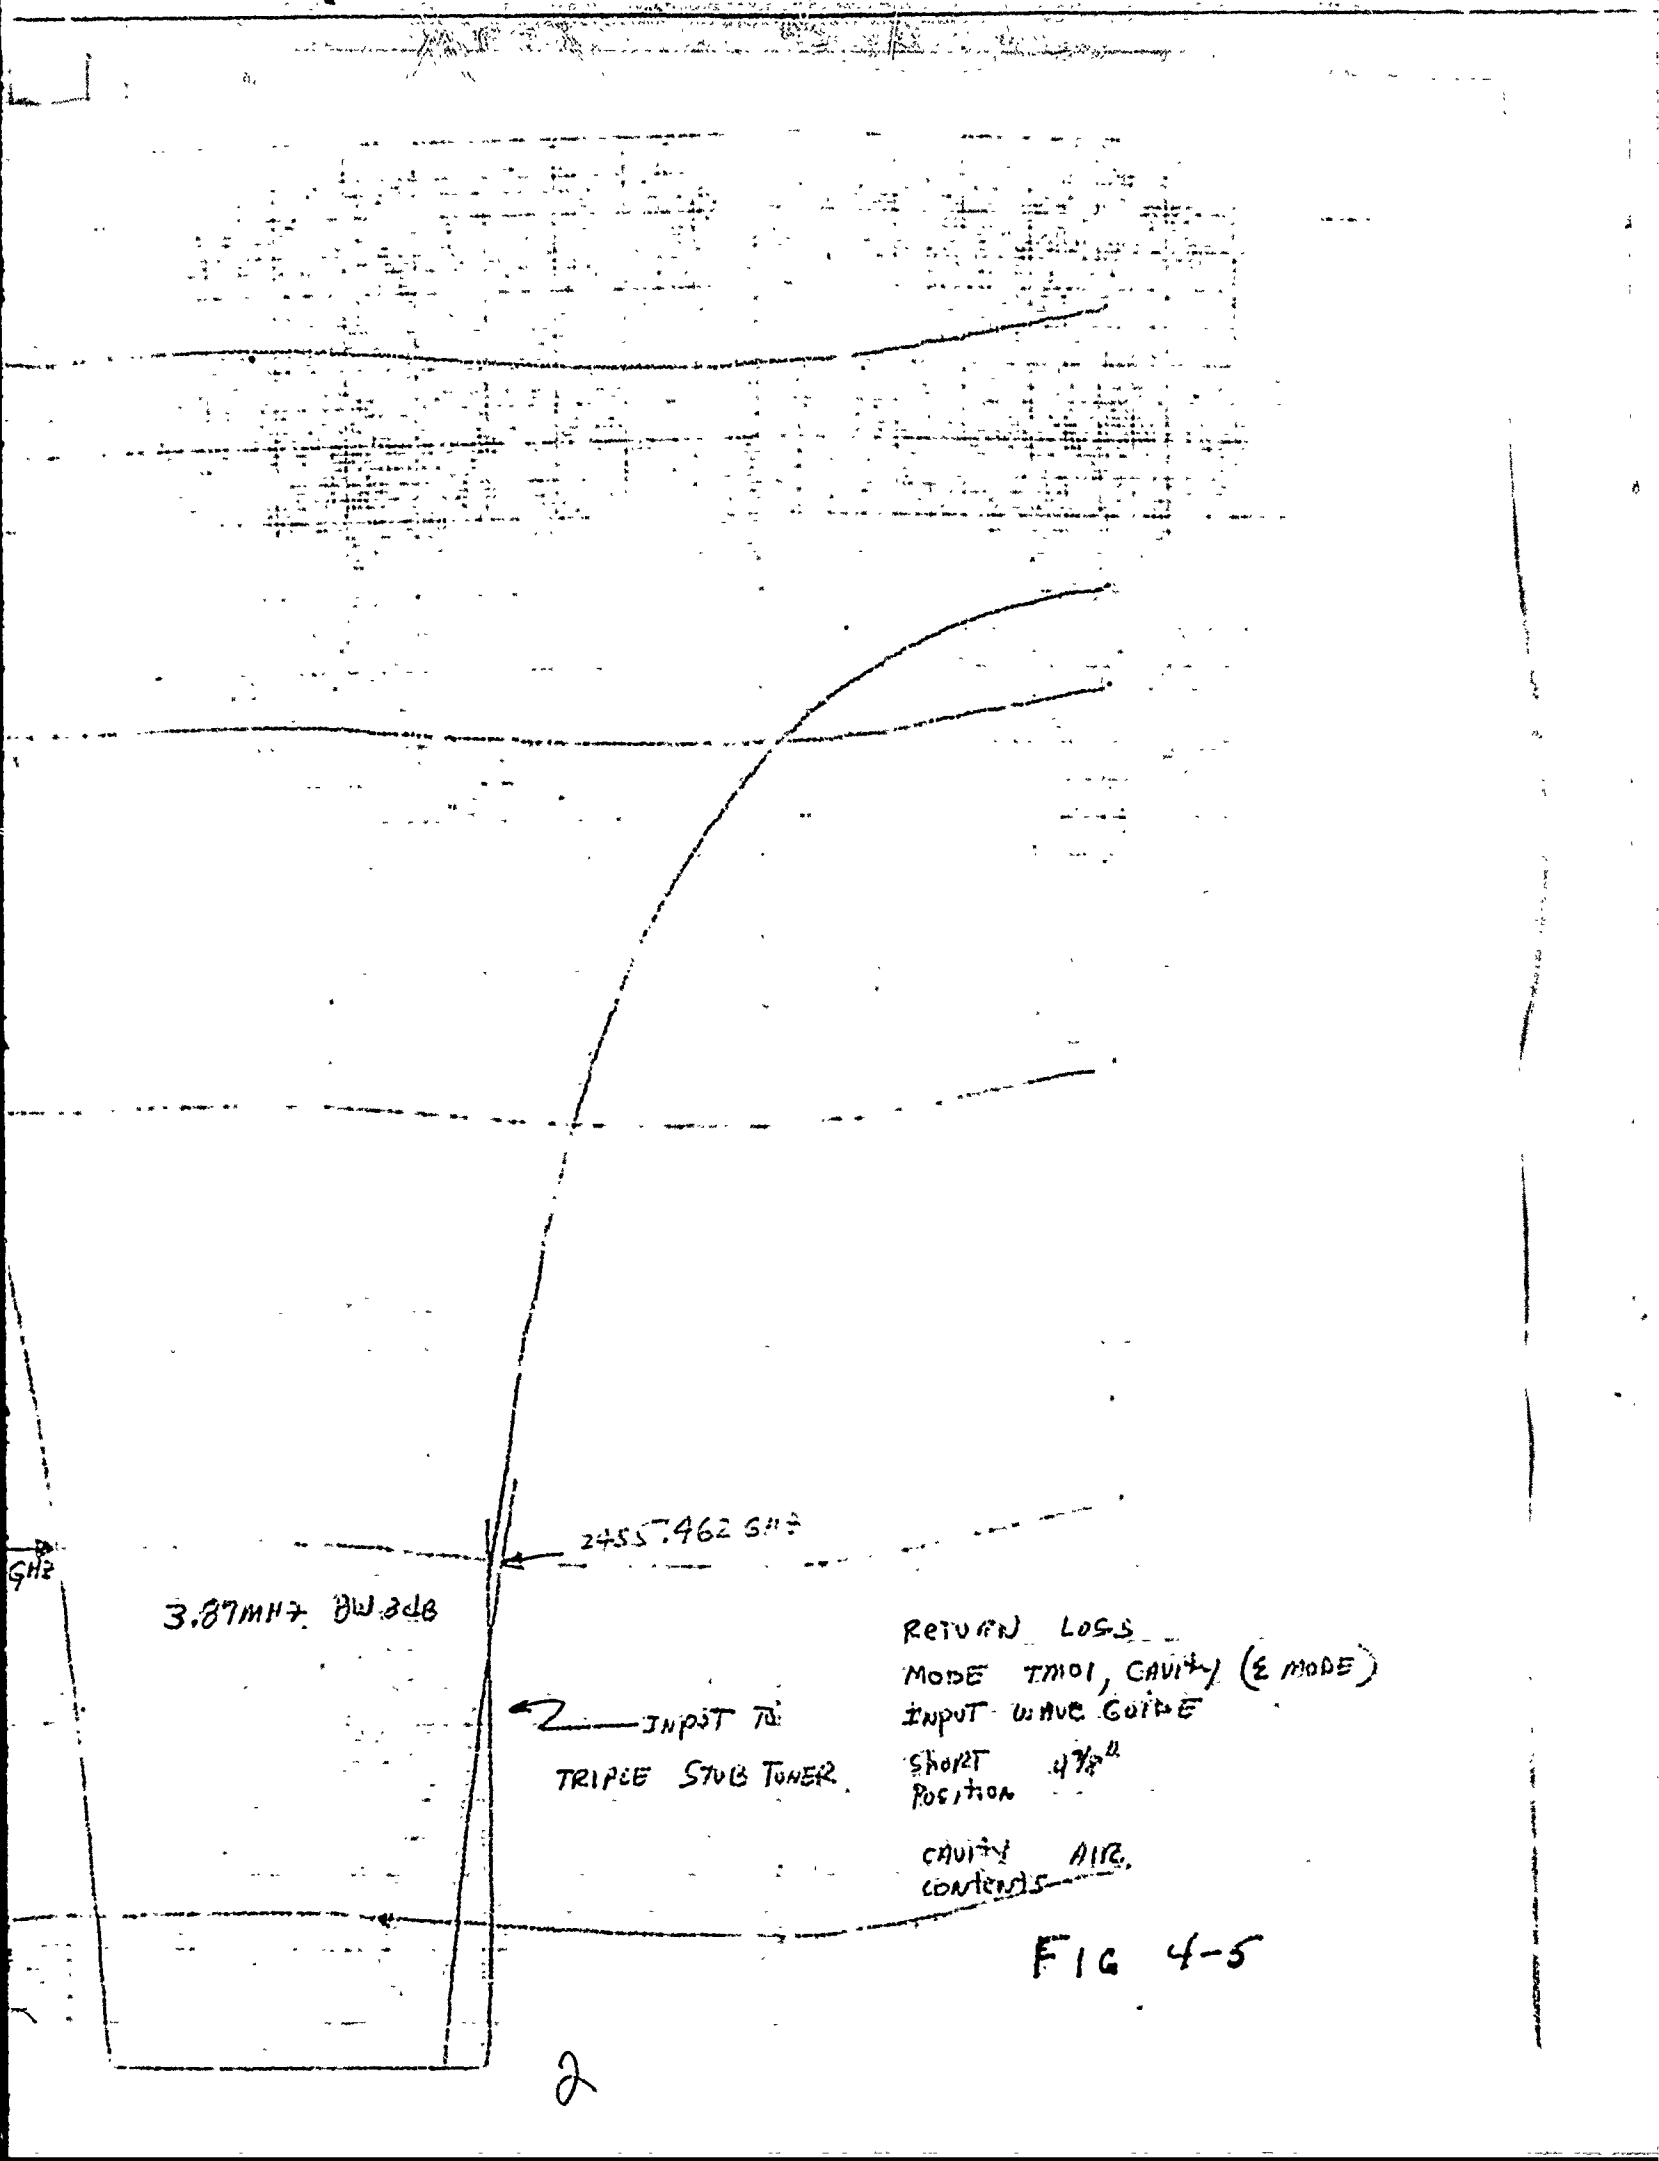 2455.462 GHz
GHz
3.87MHz BW 3dB
RETURN LOSS
MODE TM01, CAVITY (E MODE)
INPUT WAVE GUIDE
INPUT TO
SHORT
POSITION
TRIPLE STUB TUNER.
CAVITY AIR.
CONTENTS
FIG 4-5
2